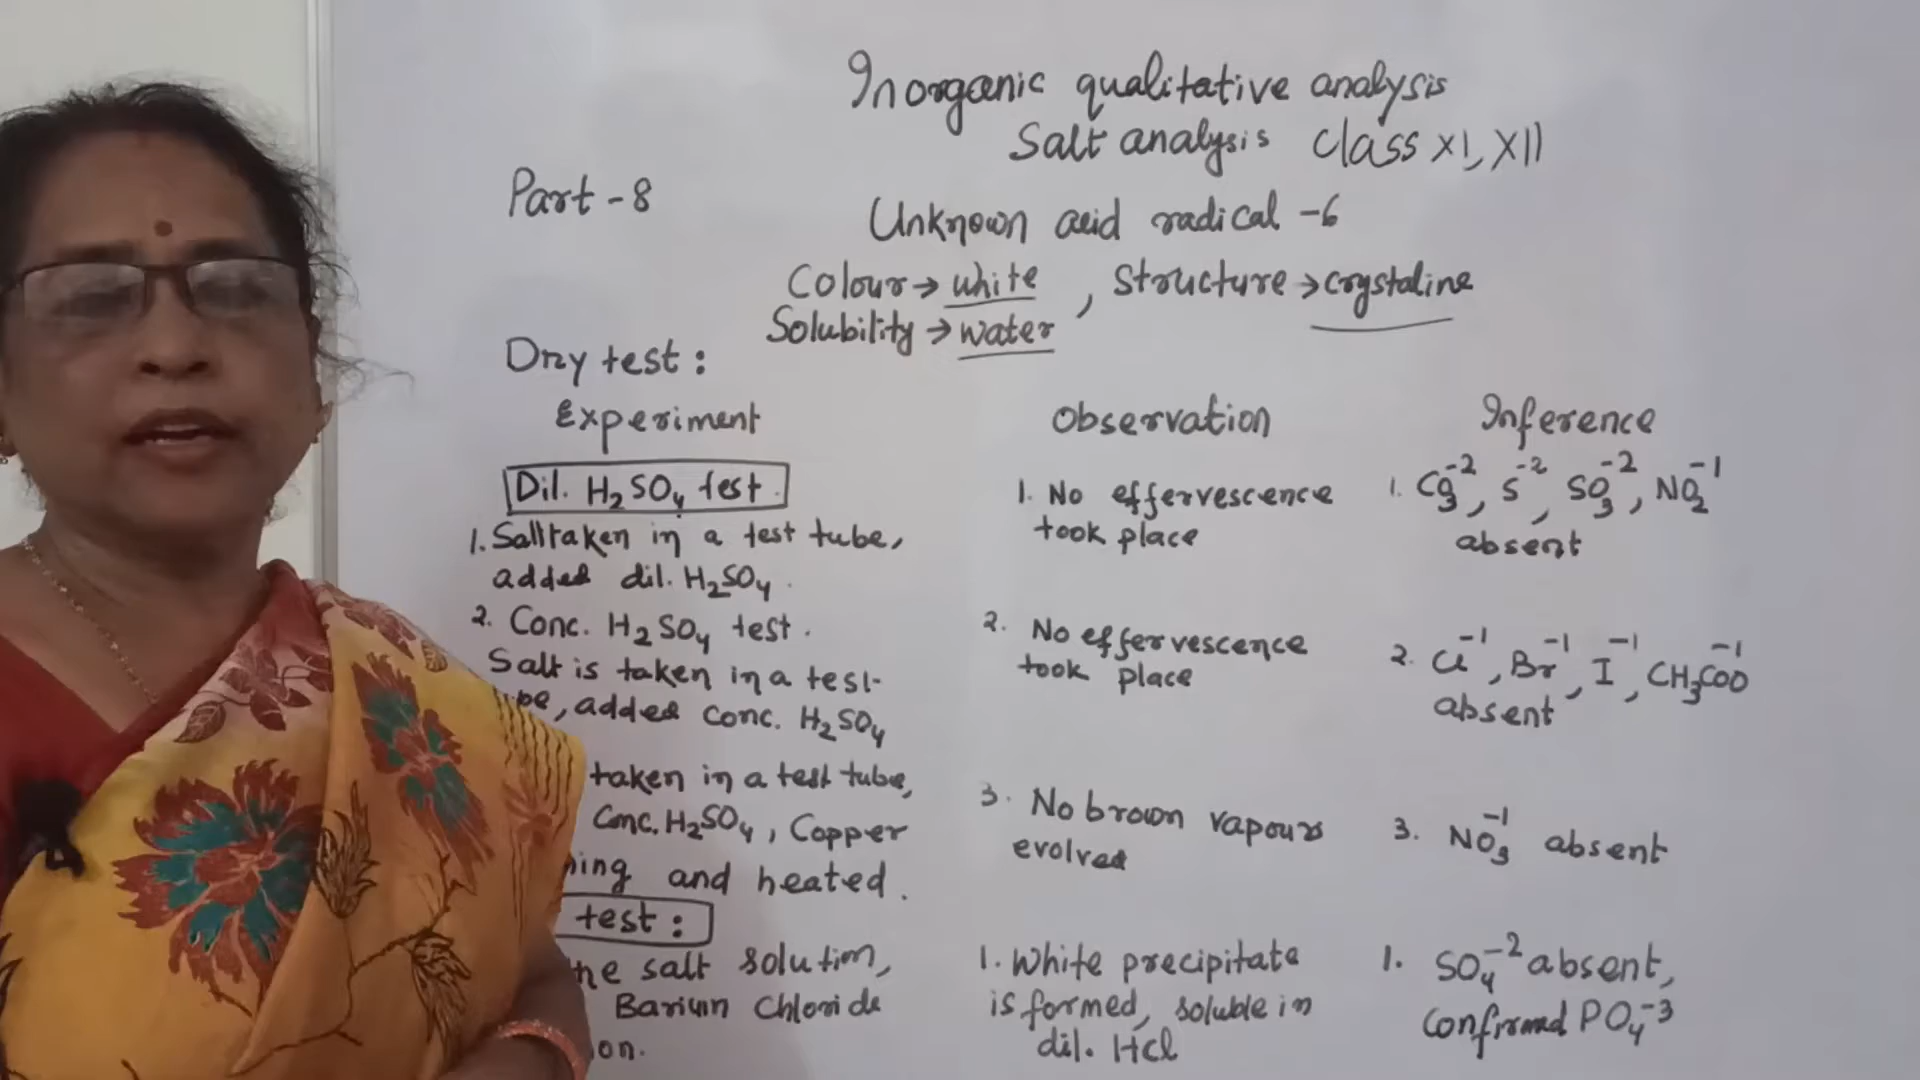 Inorganic qualitative analysis
Salt analysis Class XI, XII
Part - 8
Unknown acid radical - 6
Colour → white , Structure → crystaline
Solubility → water
Dry test :
Experiment
Observation
Inference
Dil. H₂SO₄ test.
1. Salt taken in a test tube,
added dil. H₂SO₄.
1. No effervescence
took place
1. CO₃⁻², S⁻², SO₃⁻², NO₂⁻¹
absent
2. Conc. H₂SO₄ test.
Salt is taken in a test-
added conc. H₂SO₄
2. No effervescence
took place
2. Cl⁻¹, Br⁻¹, I⁻¹, CH₃COO⁻¹
absent
taken in a test tube,
Conc. H₂SO₄, Copper
and heated.
3. No brown vapours
evolved
3. NO₃⁻¹ absent
test :
salt solution,
Barium Chloride
1. White precipitate
is formed, soluble in
dil. HCl
1. SO₄⁻² absent,
Confirmed PO₄⁻³